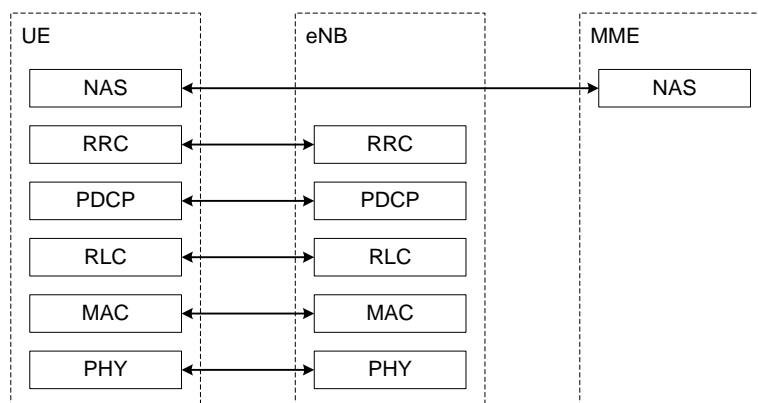 UE eNB MME
NAS NAS
RRC RRC
PDCP PDCP
RLC RLC
MAC MAC
PHY PHY